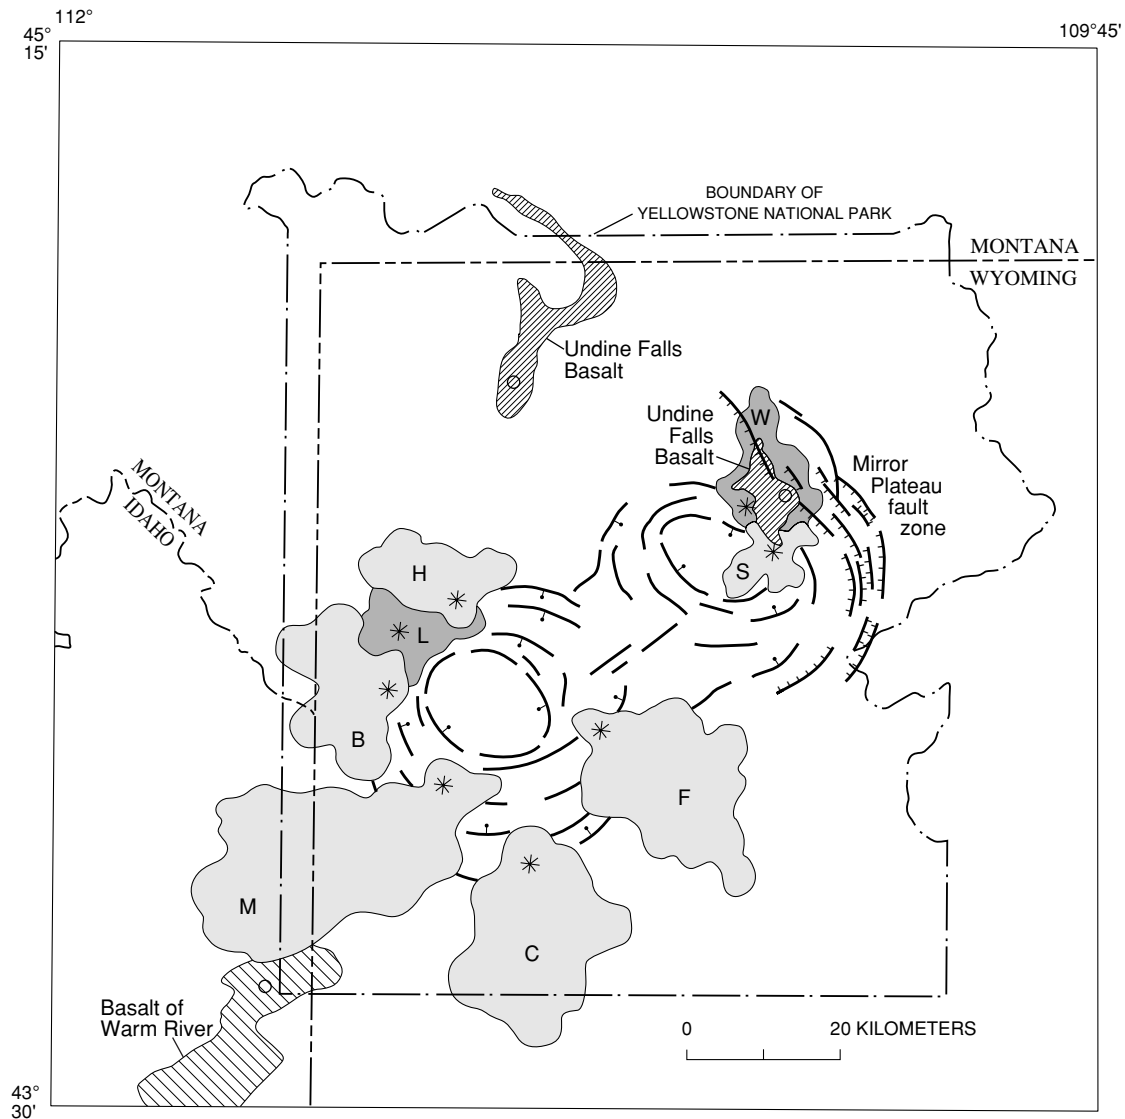 112°
45°
15'
109°45'
BOUNDARY OF
YELLOWSTONE NATIONAL PARK
MONTANA
WYOMING
Undine Falls
Basalt
W
Undine
Falls
Basalt
Mirror
Plateau
fault
zone
MONTANA
IDAHO
H
S
L
B
F
M
C
Basalt of
Warm River
0 20 KILOMETERS
43°
30'